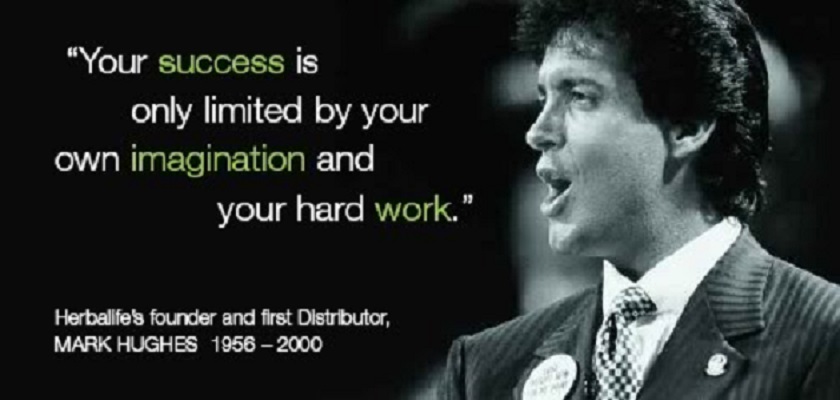 “Your success is
only limited by your
own imagination and
your hard work.”
Herbalife's founder and first Distributor,
MARK HUGHES 1956 – 2000